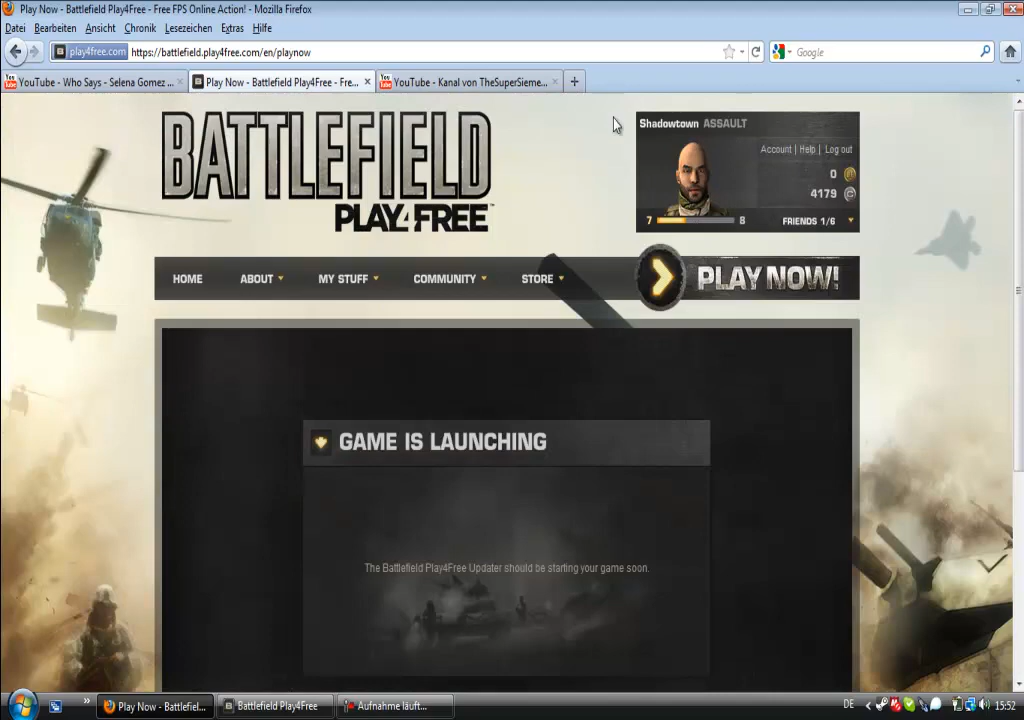 Play Now - Battlefield Play4Free - Free FPS Online Action! - Mozilla Firefox
Datei Bearbeiten Ansicht Chronik Lesezeichen Extras Hilfe
play4free.com https://battlefield.play4free.com/en/playnow Google
YouTube - Who Says - Selena Gomez ... Play Now - Battlefield Play4Free - Fre... YouTube - Kanal von TheSuperSieme...
BATTLEFIELD
PLAY4FREE™
Shadowtown ASSAULT
Account | Help | Log out
0
4179
7 8 FRIENDS 1/6
HOME ABOUT MY STUFF COMMUNITY STORE PLAY NOW!
GAME IS LAUNCHING
The Battlefield Play4Free Updater should be starting your game soon.
Play Now - Battlefiel... Battlefield Play4Free Aufnahme läuft... DE 15:52